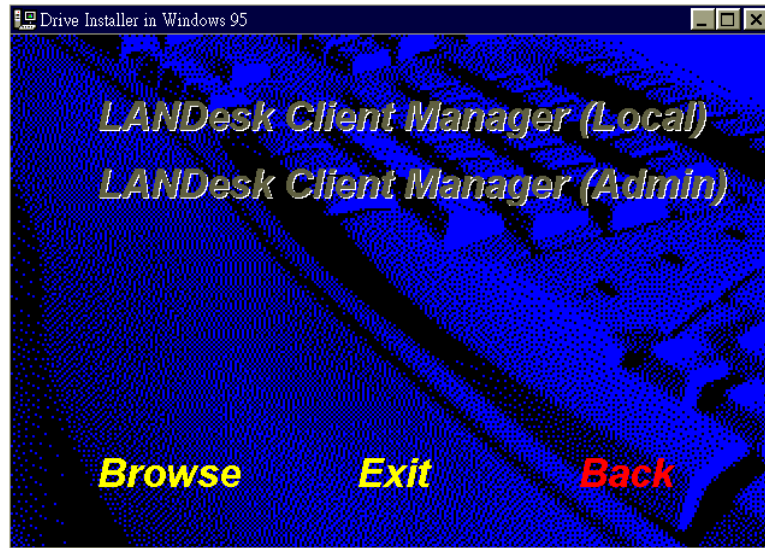 Drive Installer in Windows 95
LANDesk Client Manager (Local)
LANDesk Client Manager (Admin)
Browse Exit Back